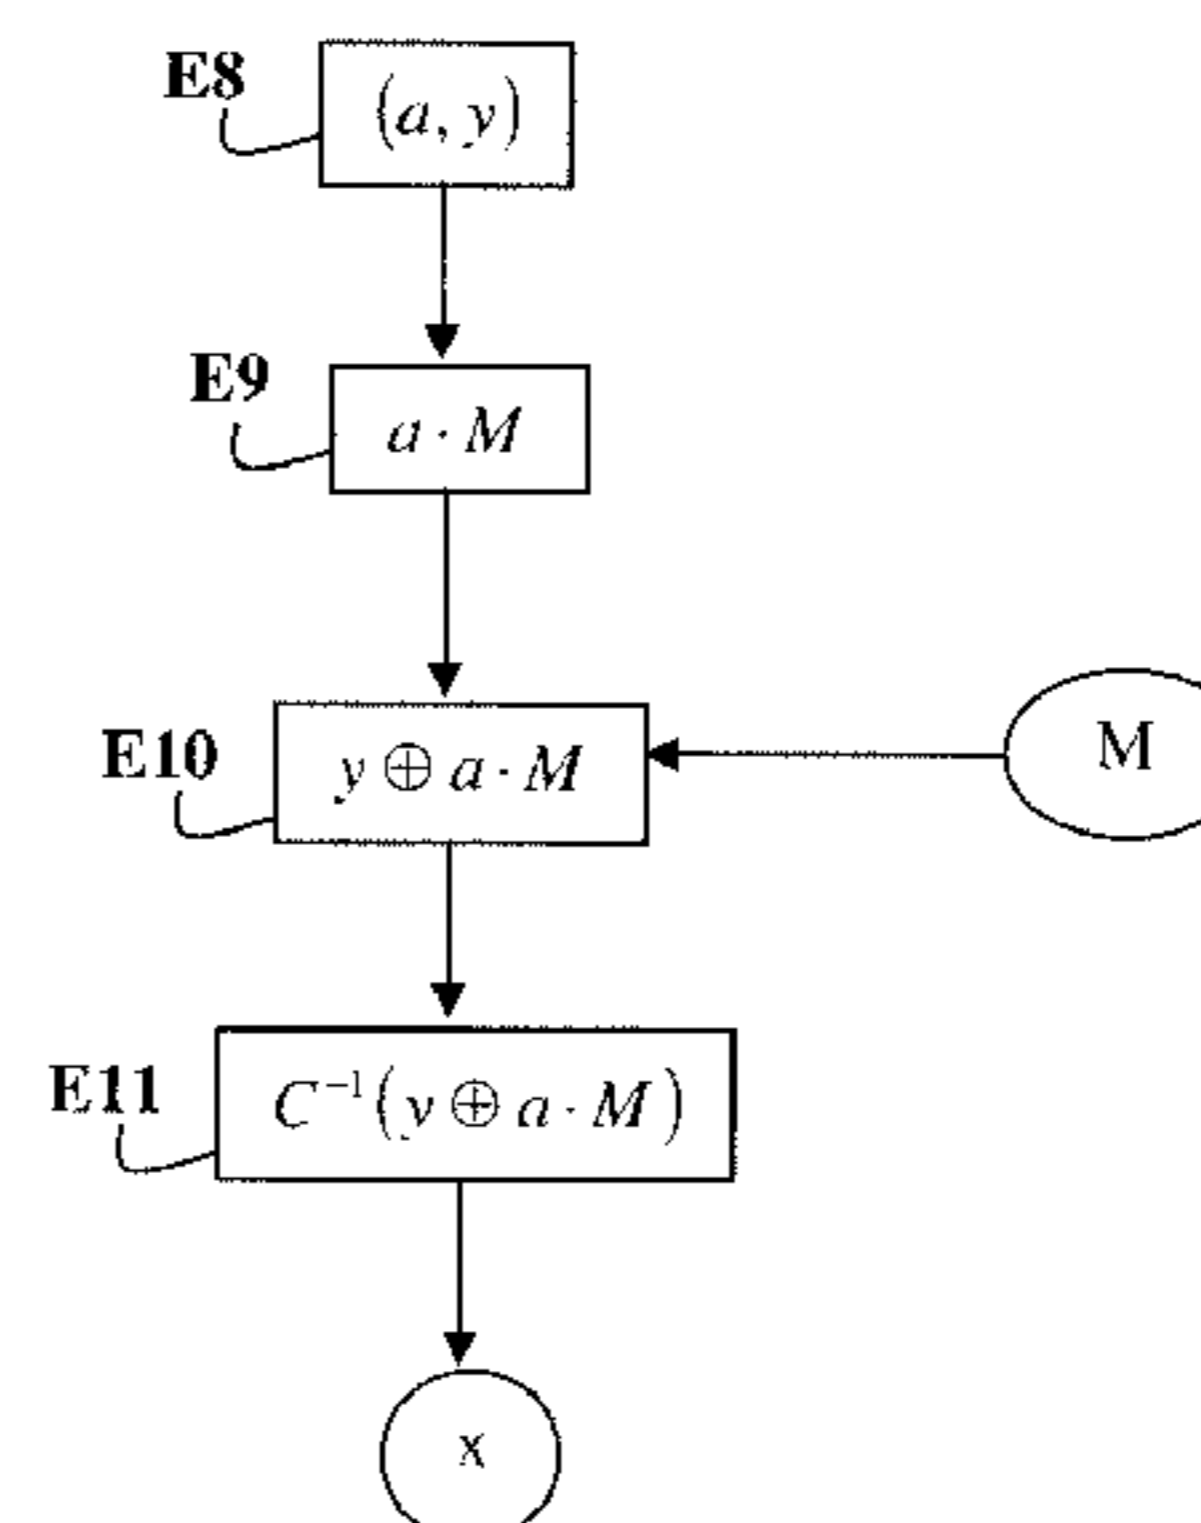 E8
(a, y)
E9
a · M
E10
y ⊕ a · M
M
E11
C⁻¹(y ⊕ a · M)
x